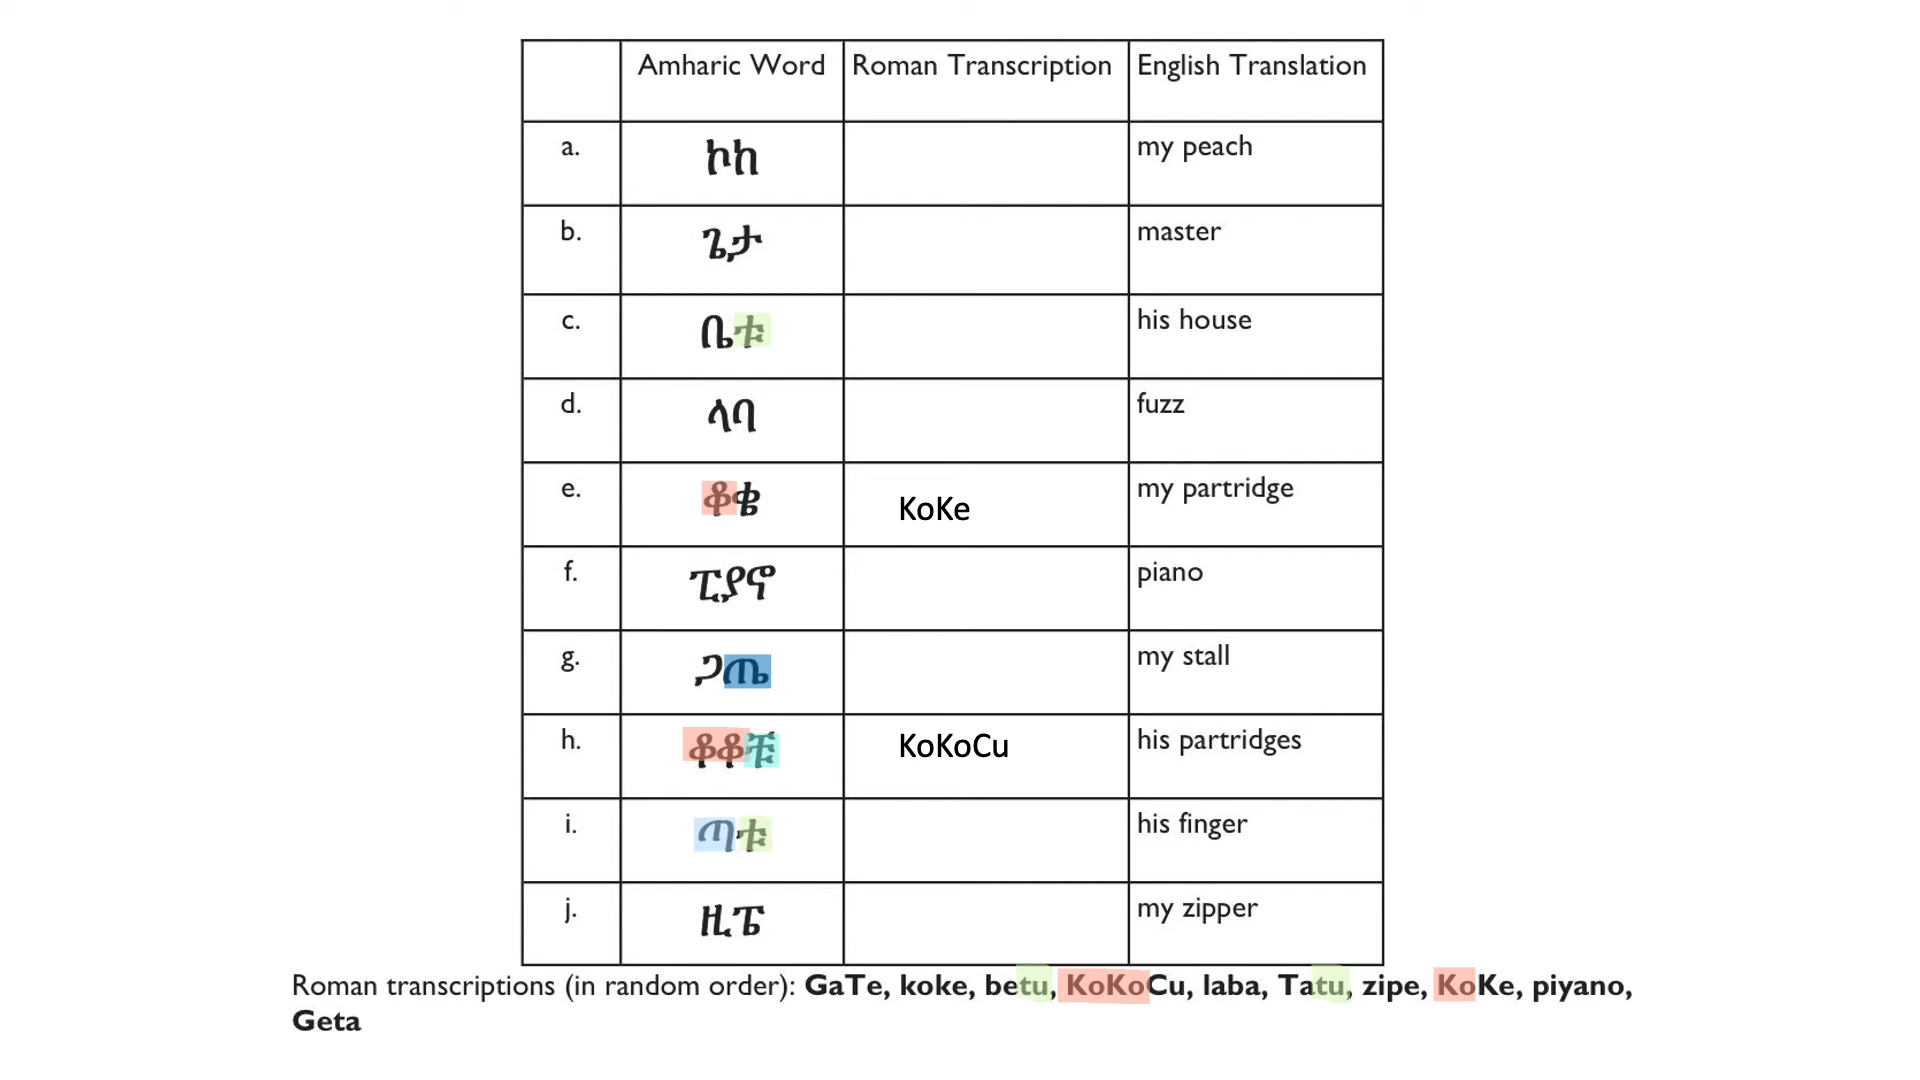 Amharic Word Roman Transcription English Translation
a. ኮከ my peach
b. ጌታ master
c. ቤቱ his house
d. ላባ fuzz
e. ቆቄ KoKe my partridge
f. ፒያኖ piano
g. ጋጤ my stall
h. ቆቆቹ KoKoCu his partridges
i. ጣቱ his finger
j. ዚፔ my zipper
Roman transcriptions (in random order): GaTe, koke, betu, KoKoCu, laba, Tatu, zipe, KoKe, piyano,
Geta